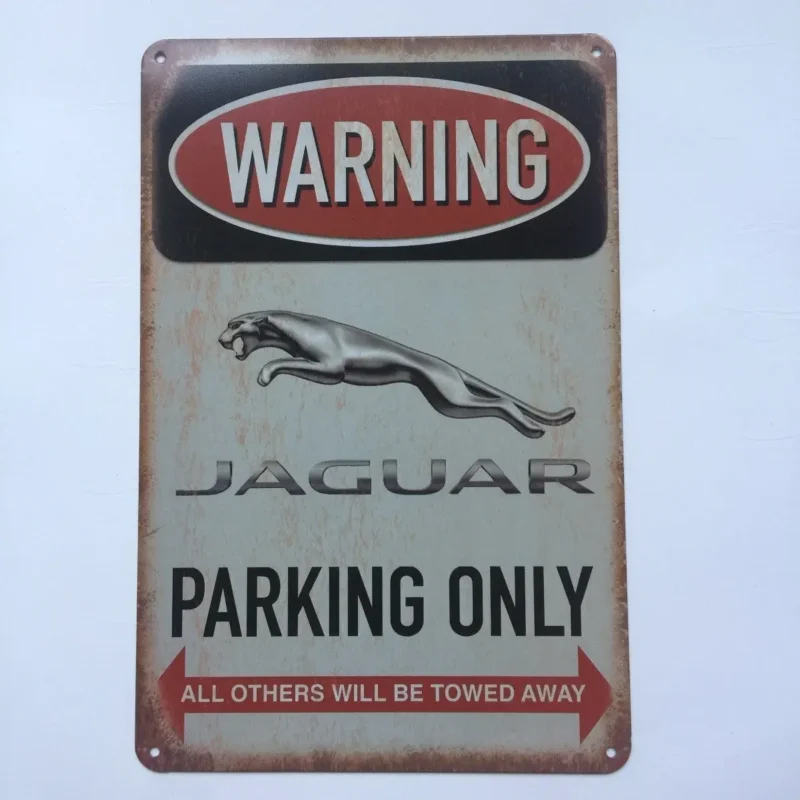 WARNING
JAGUAR
PARKING ONLY
ALL OTHERS WILL BE TOWED AWAY